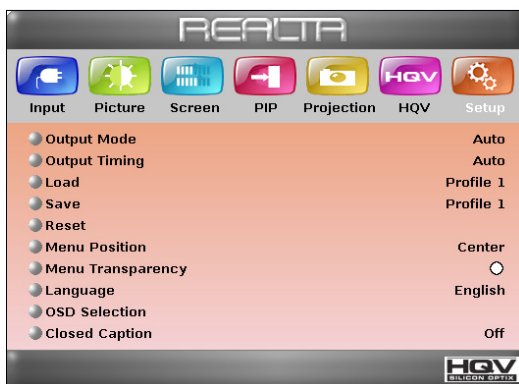 REALTA
HQV
Input Picture Screen PIP Projection HQV Setup
Output Mode Auto
Output Timing Auto
Load Profile 1
Save Profile 1
Reset
Menu Position Center
Menu Transparency
Language English
OSD Selection
Closed Caption Off
HQV
SILICON OPTIX